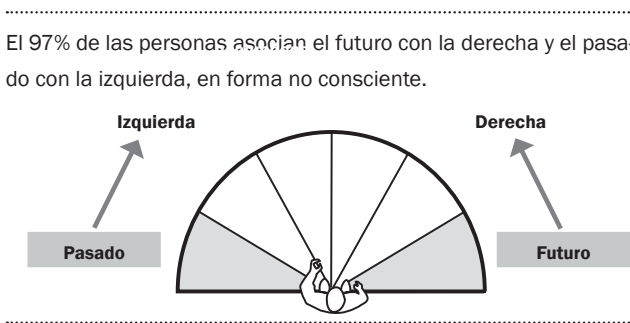 El 97% de las personas asocian el futuro con la derecha y el pasa-
do con la izquierda, en forma no consciente.
Izquierda
Derecha
Pasado
Futuro